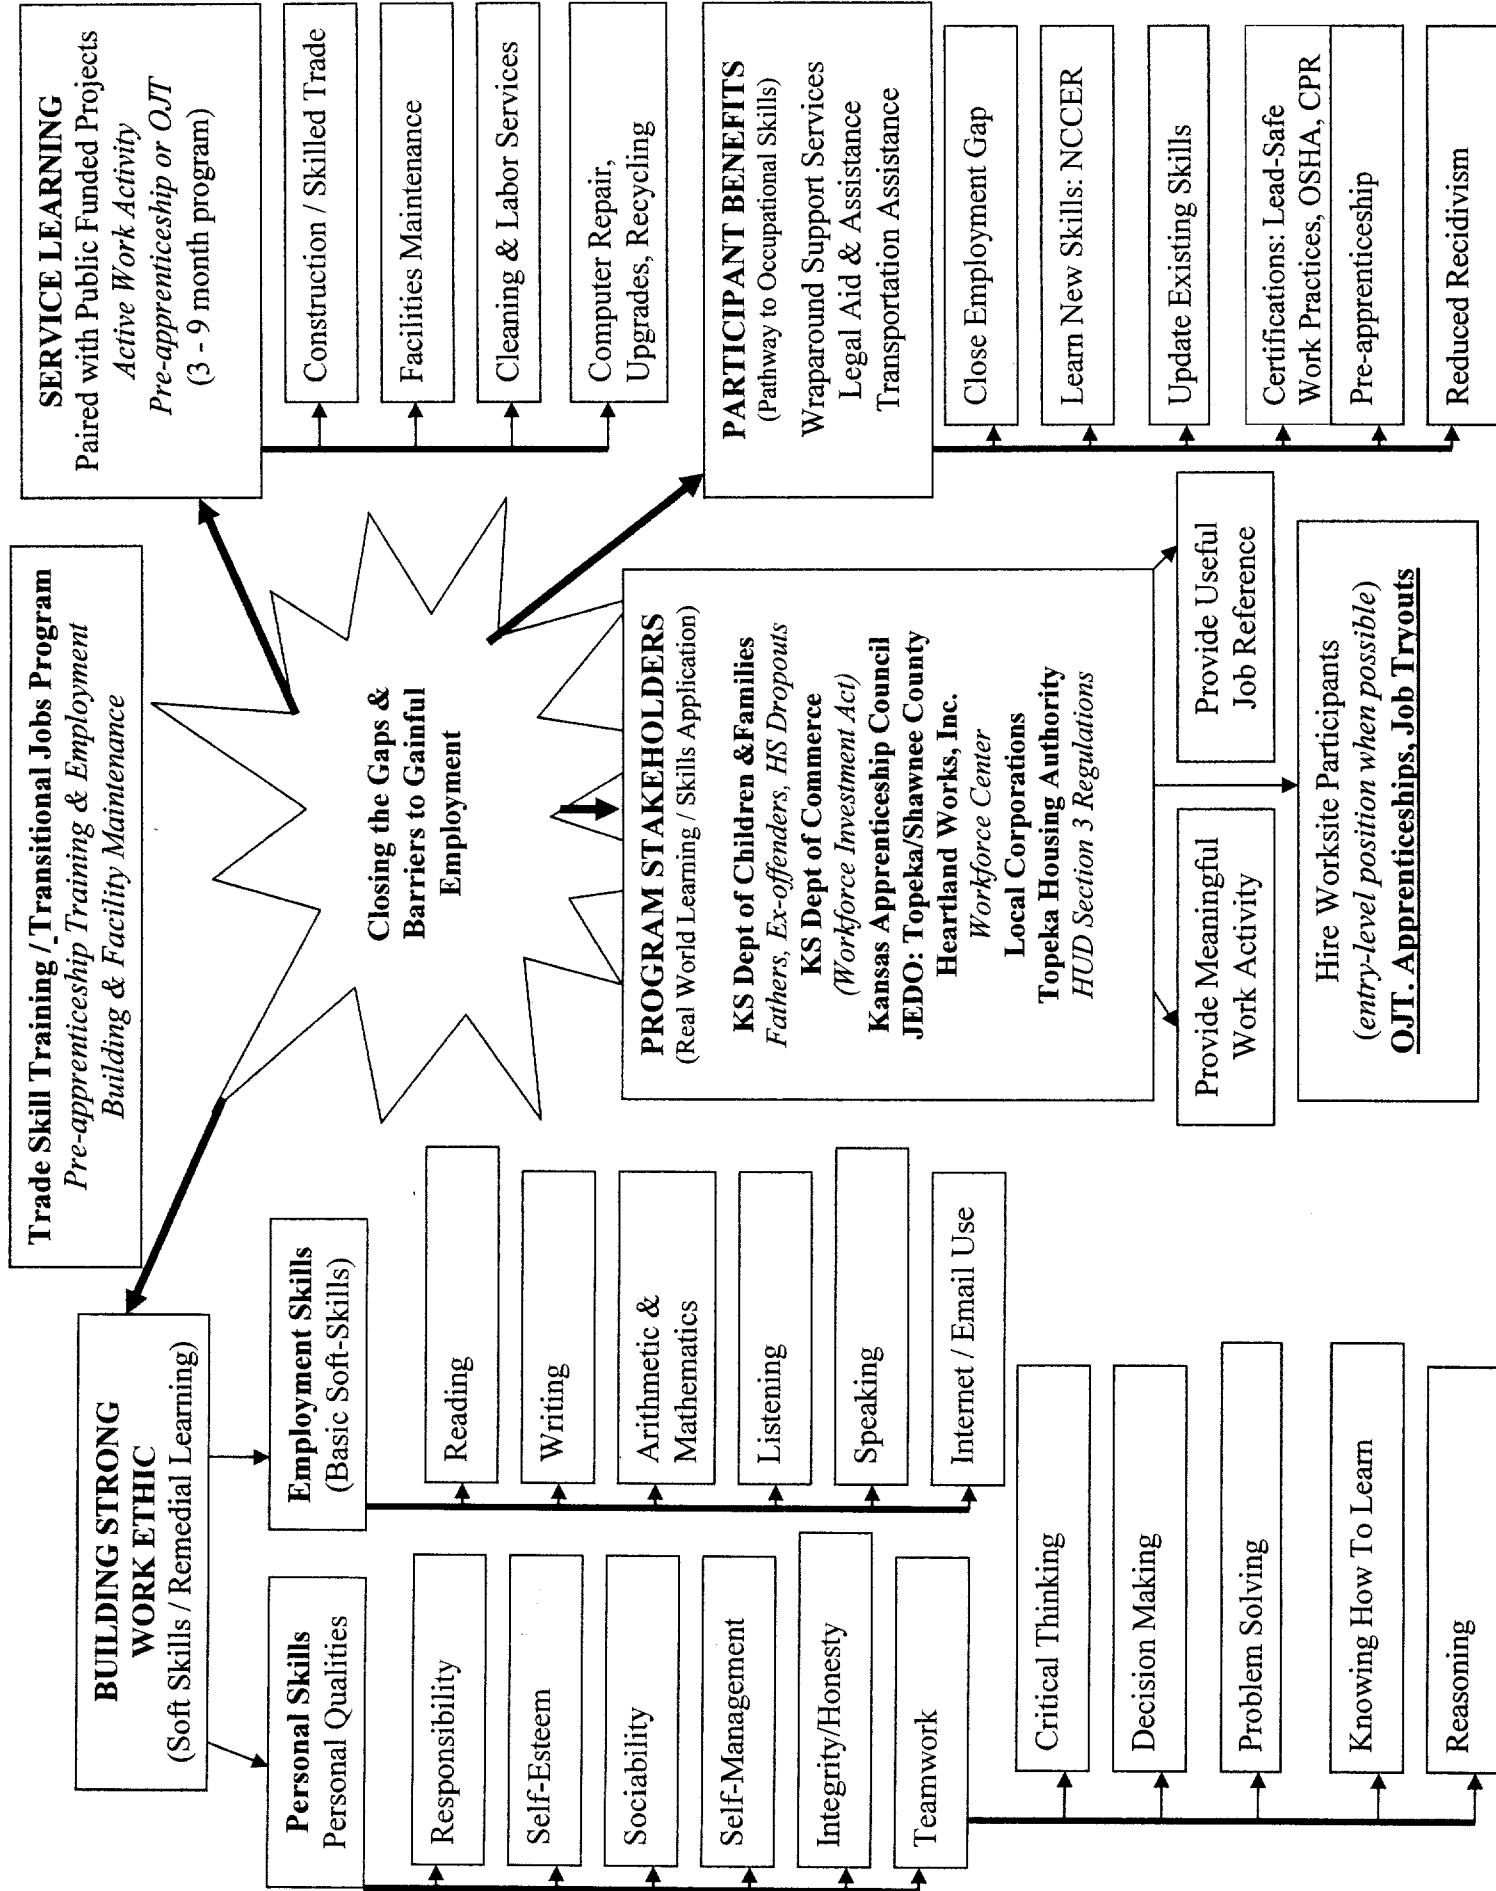 Trade Skill Training / Transitional Jobs Program
Pre-apprenticeship Training & Employment
Building & Facility Maintenance
BUILDING STRONG
WORK ETHIC
(Soft Skills / Remedial Learning)
Personal Skills
Personal Qualities
Responsibility
Self-Esteem
Sociability
Self-Management
Integrity/Honesty
Teamwork
Critical Thinking
Decision Making
Problem Solving
Knowing How To Learn
Reasoning
Employment Skills
(Basic Soft-Skills)
Reading
Writing
Arithmetic &
Mathematics
Listening
Speaking
Internet / Email Use
Closing the Gaps &
Barriers to Gainful
Employment
PROGRAM STAKEHOLDERS
(Real World Learning / Skills Application)
KS Dept of Children &Families
Fathers, Ex-offenders, HS Dropouts
KS Dept of Commerce
(Workforce Investment Act)
Kansas Apprenticeship Council
JEDO: Topeka/Shawnee County
Heartland Works, Inc.
Workforce Center
Local Corporations
Topeka Housing Authority
HUD Section 3 Regulations
Provide Meaningful
Work Activity
Provide Useful
Job Reference
Hire Worksite Participants
(entry-level position when possible)
OJT. Apprenticeships, Job Tryouts
SERVICE LEARNING
Paired with Public Funded Projects
Active Work Activity
Pre-apprenticeship or OJT
(3 - 9 month program)
Construction / Skilled Trade
Facilities Maintenance
Cleaning & Labor Services
Computer Repair,
Upgrades, Recycling
PARTICIPANT BENEFITS
(Pathway to Occupational Skills)
Wraparound Support Services
Legal Aid & Assistance
Transportation Assistance
Close Employment Gap
Learn New Skills: NCCER
Update Existing Skills
Certifications: Lead-Safe
Work Practices, OSHA, CPR
Pre-apprenticeship
Reduced Recidivism